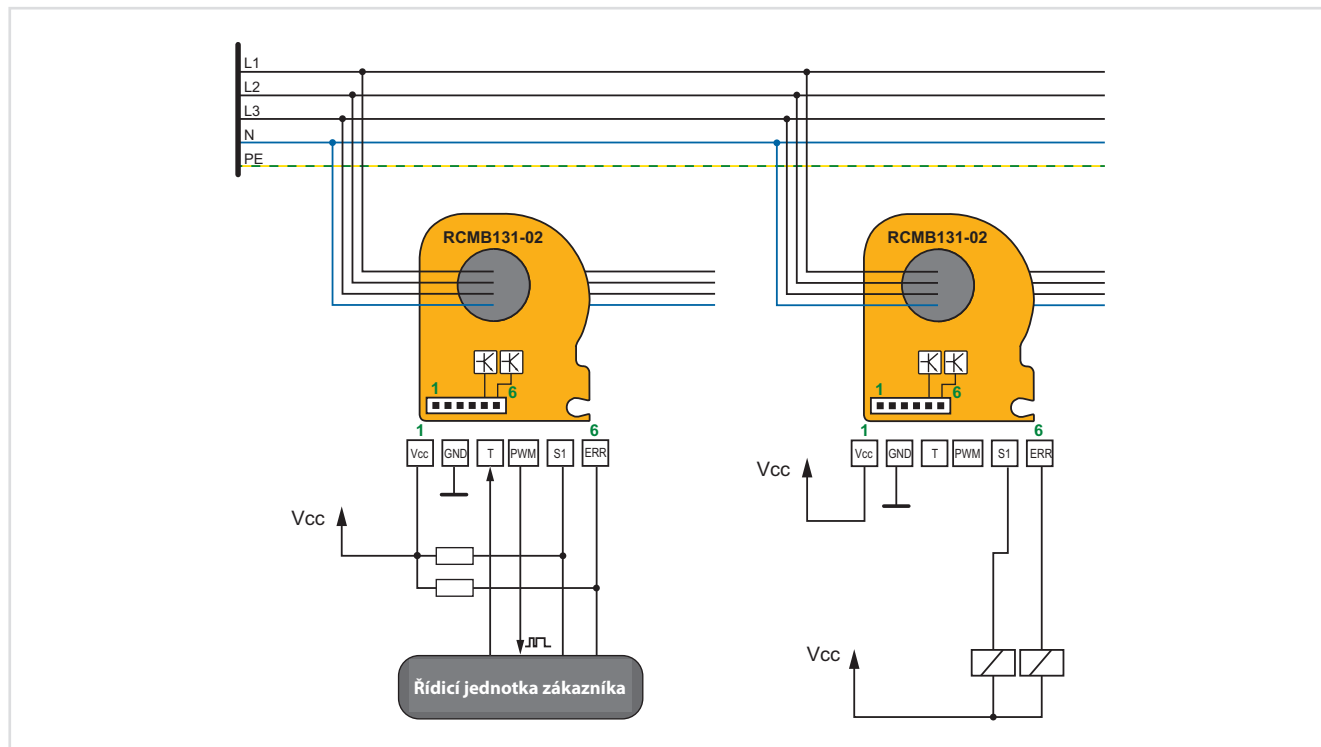 L1
L2
L3
N
PE
RCMB131-02
RCMB131-02
1
6
1
6
1
6
1
6
Vcc
GND
T
PWM
S1
ERR
Vcc
GND
T
PWM
S1
ERR
Vcc
Vcc
Řídicí jednotka zákazníka
Vcc